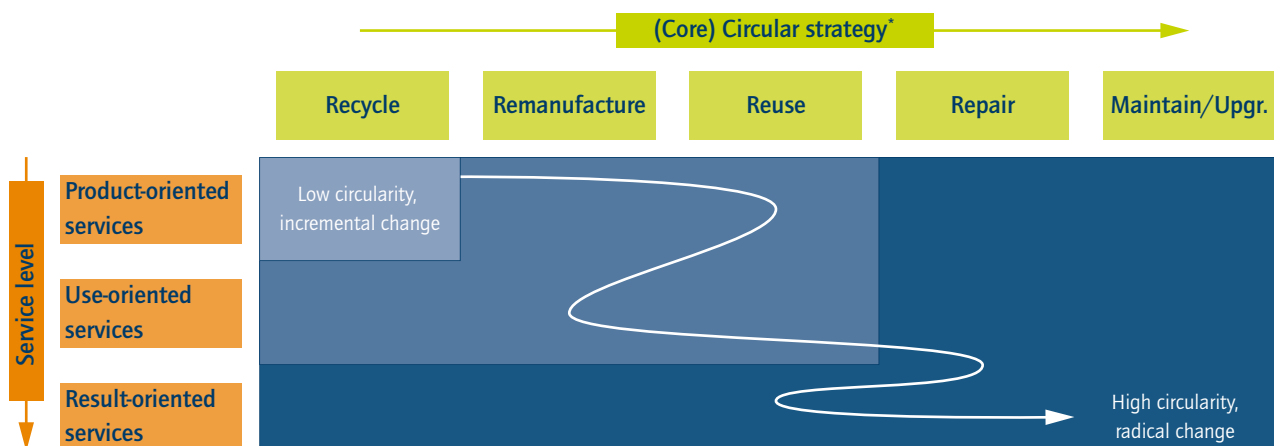 (Core) Circular strategy*
Recycle
Remanufacture
Reuse
Repair
Maintain/Upgr.
Service level
Product-oriented
services
Low circularity,
incremental change
Use-oriented
services
Result-oriented
services
High circularity,
radical change